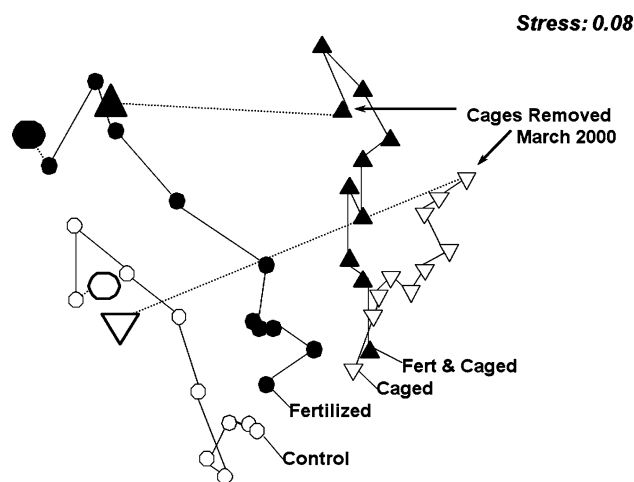 Stress: 0.08
Cages Removed
March 2000
Fert & Caged
Caged
Fertilized
Control